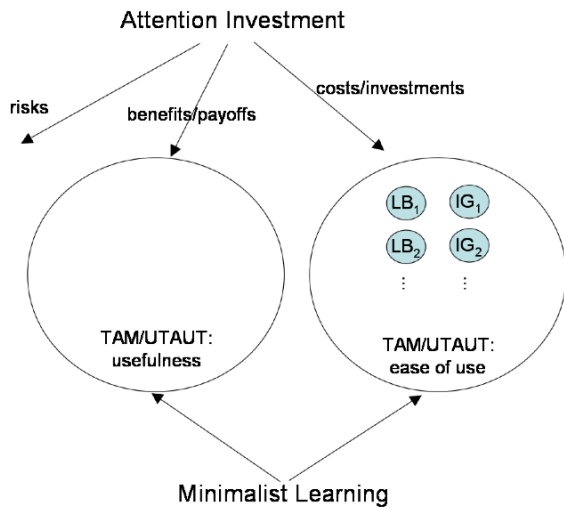 Attention Investment
risks
benefits/payoffs
costs/investments
LB₁ IG₁
LB₂ IG₂
⋮ ⋮
TAM/UTAUT:
usefulness
TAM/UTAUT:
ease of use
Minimalist Learning